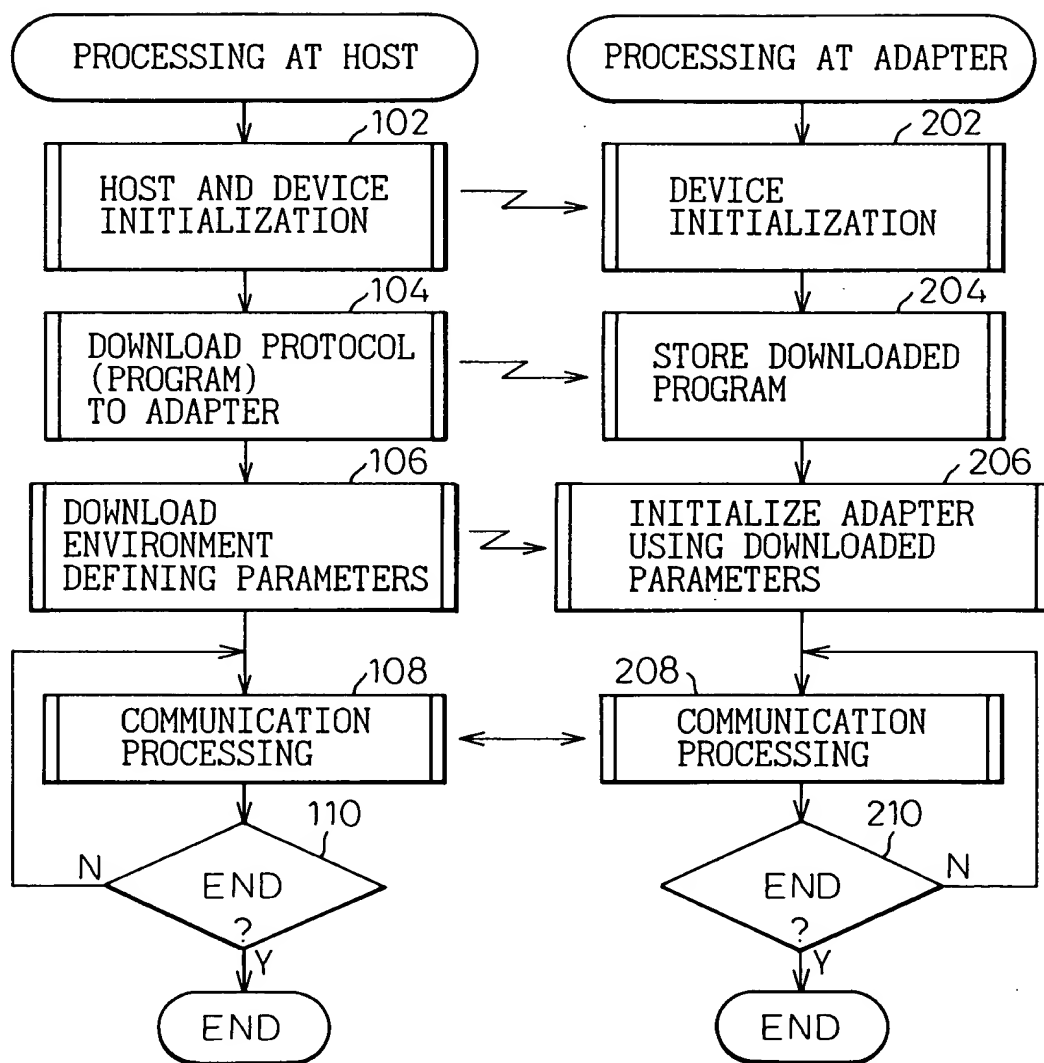 PROCESSING AT HOST
102
HOST AND DEVICE
INITIALIZATION
104
DOWNLOAD PROTOCOL
(PROGRAM)
TO ADAPTER
106
DOWNLOAD
ENVIRONMENT
DEFINING PARAMETERS
108
COMMUNICATION
PROCESSING
110
END
?
N
Y
END
PROCESSING AT ADAPTER
202
DEVICE
INITIALIZATION
204
STORE DOWNLOADED
PROGRAM
206
INITIALIZE ADAPTER
USING DOWNLOADED
PARAMETERS
208
COMMUNICATION
PROCESSING
210
END
?
N
Y
END